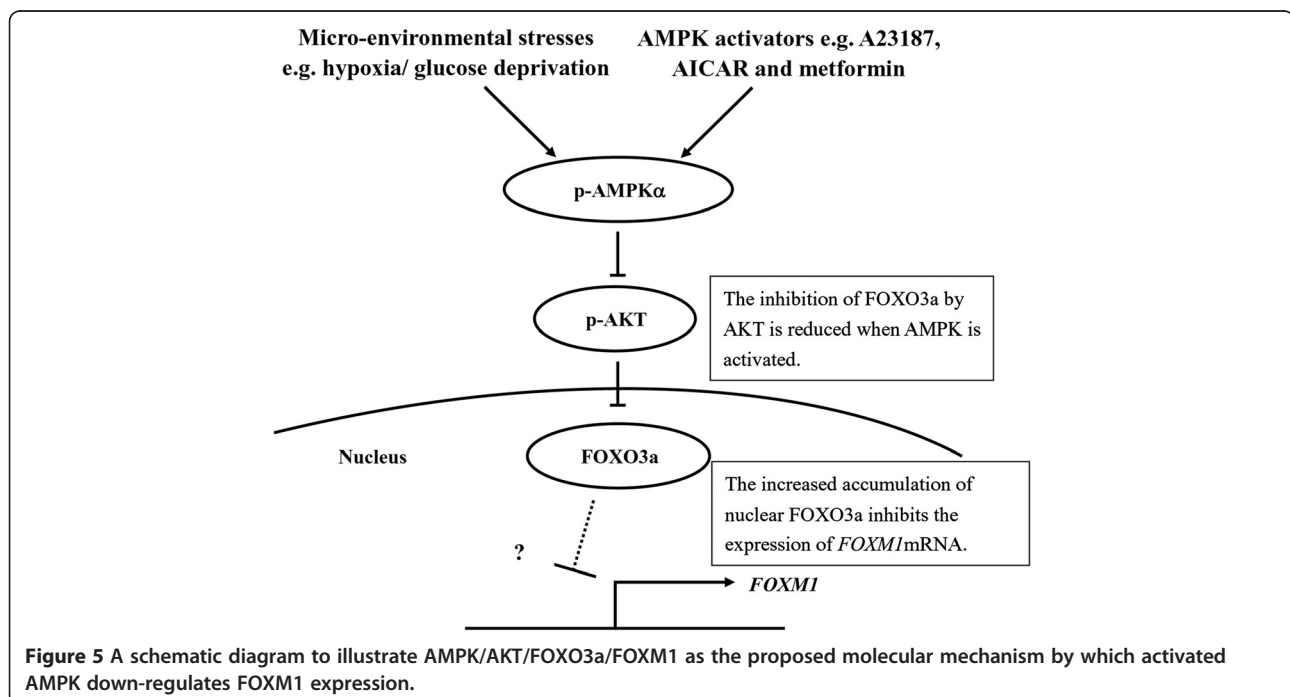 Micro-environmental stresses
e.g. hypoxia/ glucose deprivation
AMPK activators e.g. A23187,
AICAR and metformin
p-AMPKα
p-AKT
The inhibition of FOXO3a by
AKT is reduced when AMPK is
activated.
Nucleus
FOXO3a
The increased accumulation of
nuclear FOXO3a inhibits the
expression of FOXM1mRNA.
?
FOXM1
Figure 5 A schematic diagram to illustrate AMPK/AKT/FOXO3a/FOXM1 as the proposed molecular mechanism by which activated
AMPK down-regulates FOXM1 expression.